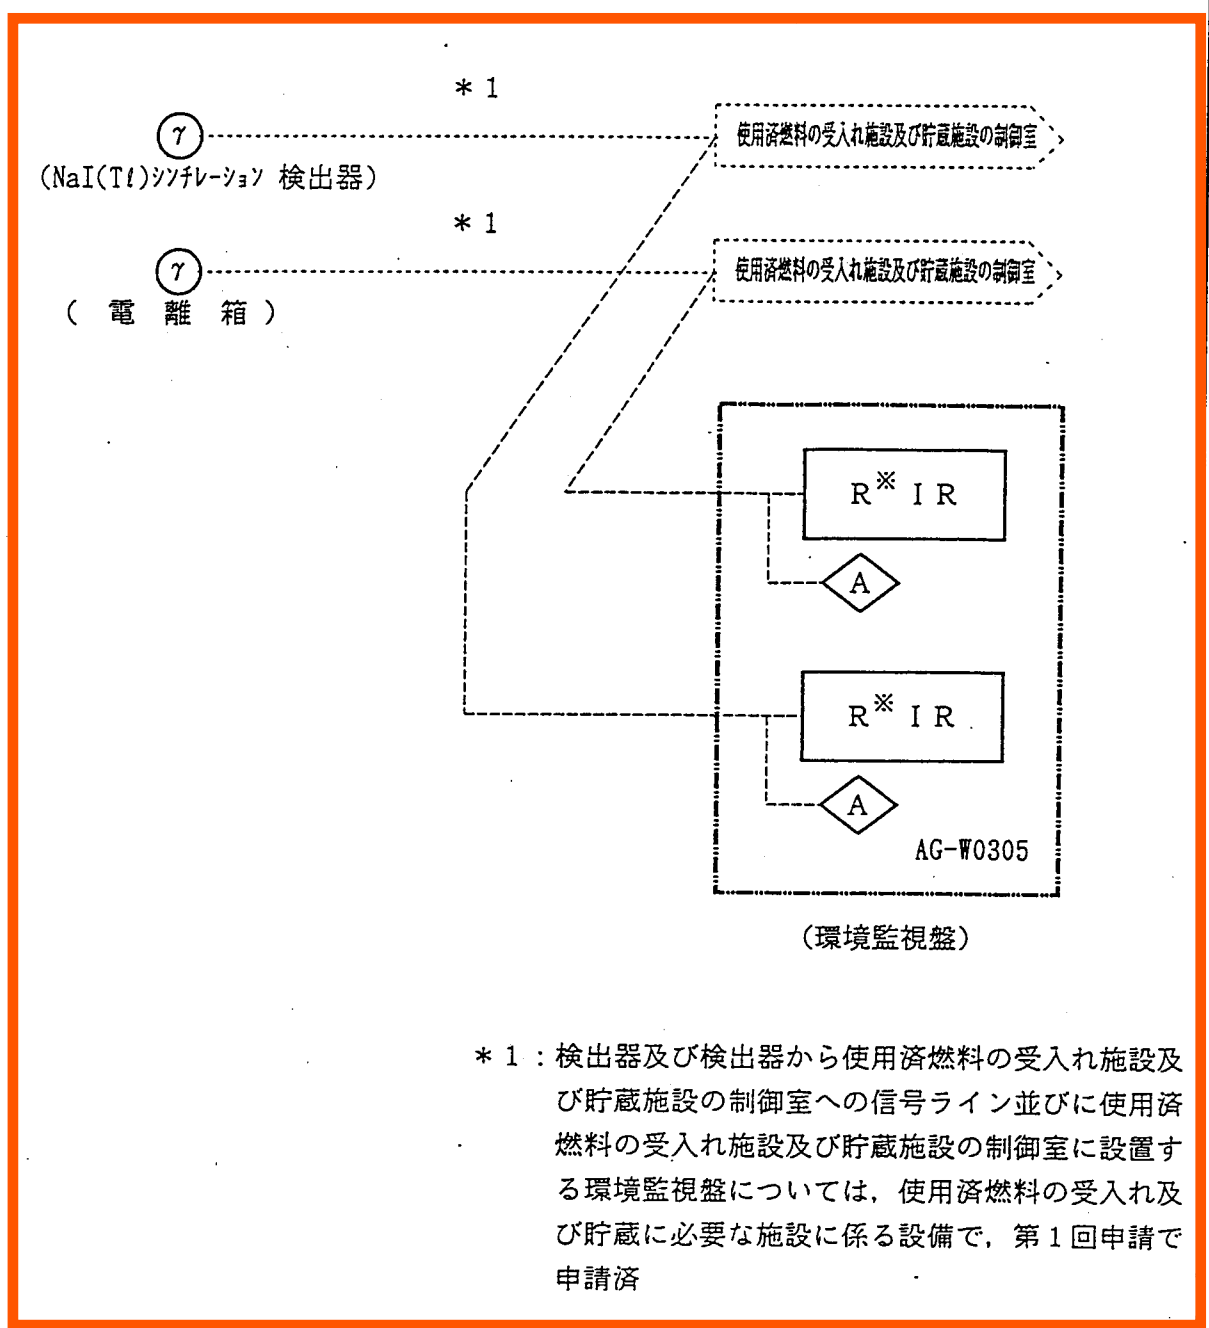 ＊1
γ
使用済燃料の受入れ施設及び貯蔵施設の制御室
(NaI(Tℓ)ｼﾝﾁﾚｰｼｮﾝ 検出器)
＊1
γ
使用済燃料の受入れ施設及び貯蔵施設の制御室
(電離箱)
R※ I R
A
R※ I R
A
AG-W0305
(環境監視盤)
＊1：検出器及び検出器から使用済燃料の受入れ施設及
び貯蔵施設の制御室への信号ライン並びに使用済
燃料の受入れ施設及び貯蔵施設の制御室に設置す
る環境監視盤については，使用済燃料の受入れ及
び貯蔵に必要な施設に係る設備で，第1回申請で
申請済